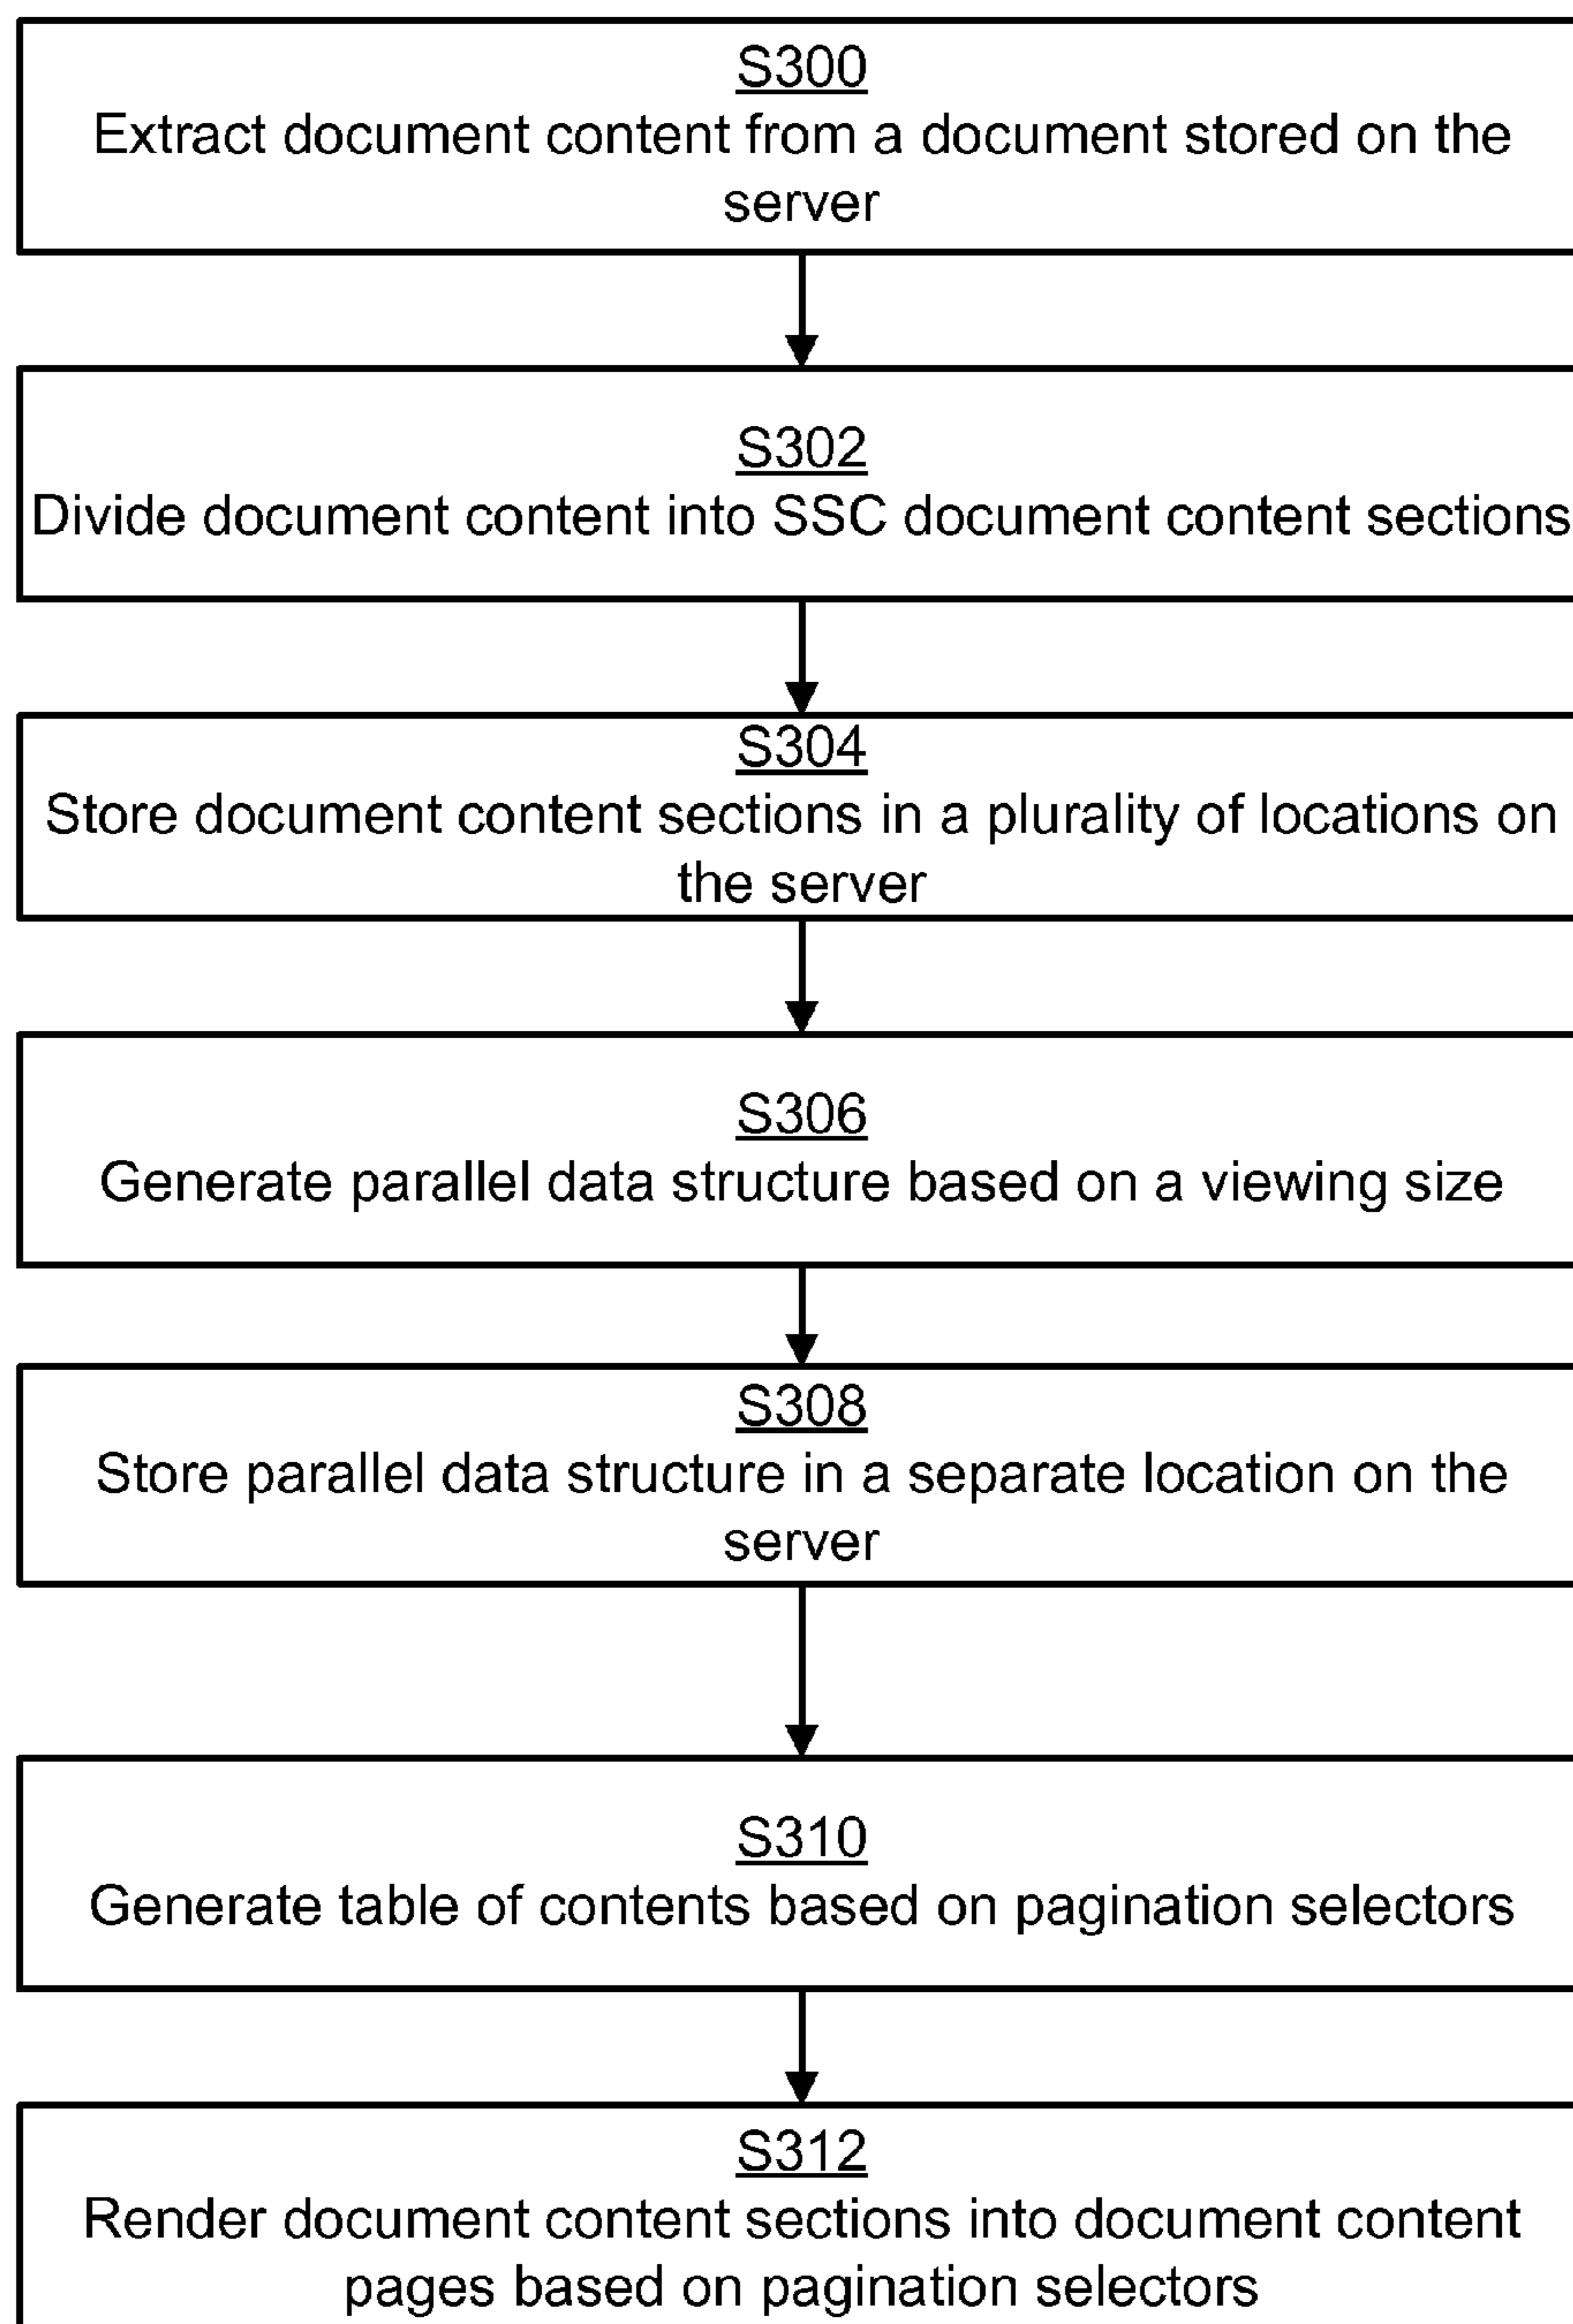 S300
Extract document content from a document stored on the
server
S302
Divide document content into SSC document content sections
S304
Store document content sections in a plurality of locations on
the server
S306
Generate parallel data structure based on a viewing size
S308
Store parallel data structure in a separate location on the
server
S310
Generate table of contents based on pagination selectors
S312
Render document content sections into document content
pages based on pagination selectors